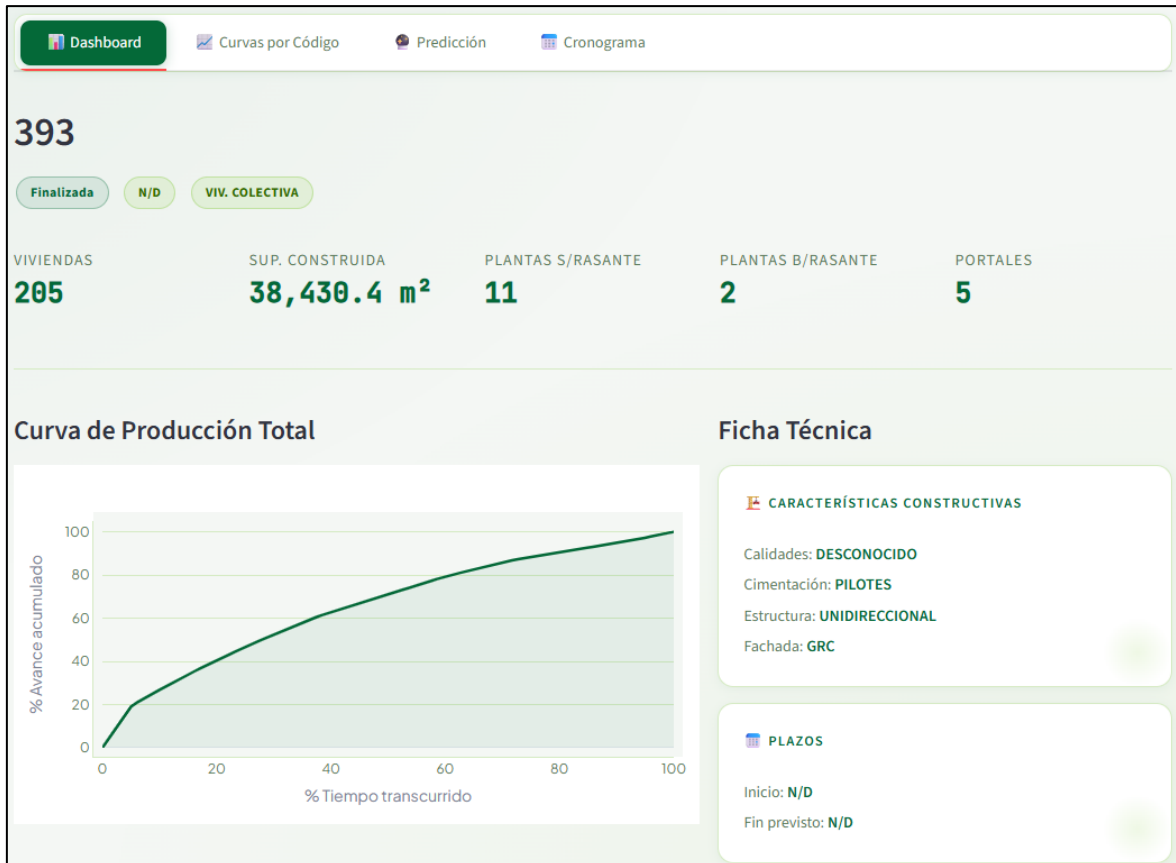 Dashboard
Curvas por Código
Predicción
Cronograma
393
Finalizada
N/D
VIV. COLECTIVA
VIVIENDAS
205
SUP. CONSTRUIDA
38,430.4 m²
PLANTAS S/RASANTE
11
PLANTAS B/RASANTE
2
PORTALES
5
Curva de Producción Total
% Avance acumulado
100
80
60
40
20
0
0
20
40
60
80
100
% Tiempo transcurrido
Ficha Técnica
CARACTERÍSTICAS CONSTRUCTIVAS
Calidades: DESCONOCIDO
Cimentación: PILOTES
Estructura: UNIDIRECCIONAL
Fachada: GRC
PLAZOS
Inicio: N/D
Fin previsto: N/D